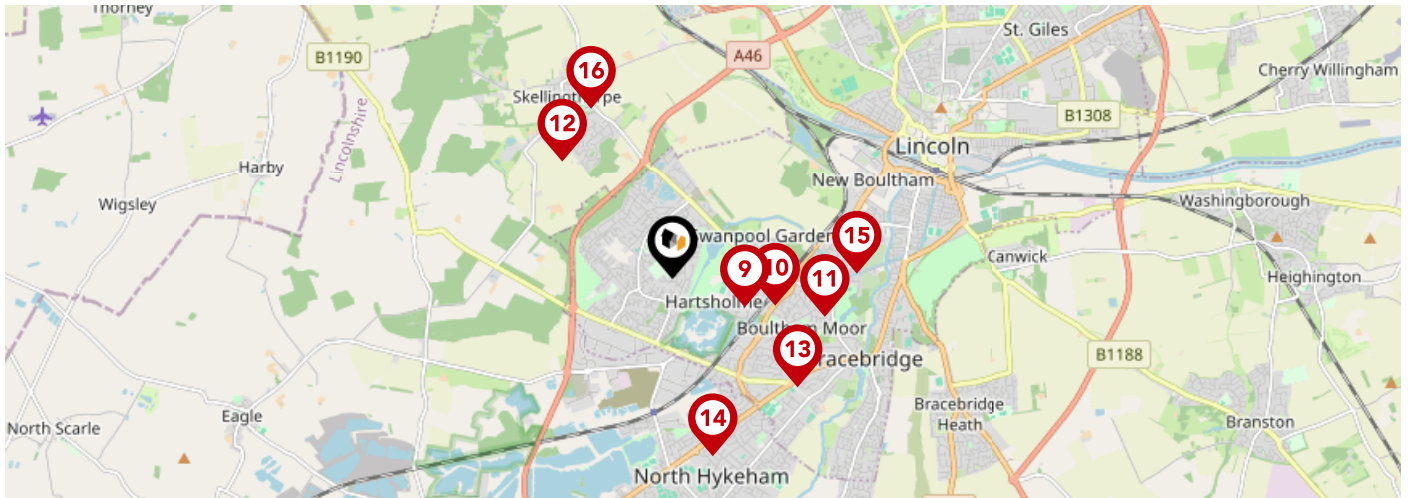 Thorney
St. Giles
A46
B1190
Cherry Willingham
16
Skellingthorpe
B1308
12
Lincoln
Lincolnshire
Harby
New Boultham
Wigsley
Washingborough
15
Swanpool Garden
Canwick
9
10
11
Heighington
Hartsholme
Boultham Moor
13
Bracebridge
B1188
14
Bracebridge
Heath
Eagle
Branston
North Scarle
North Hykeham